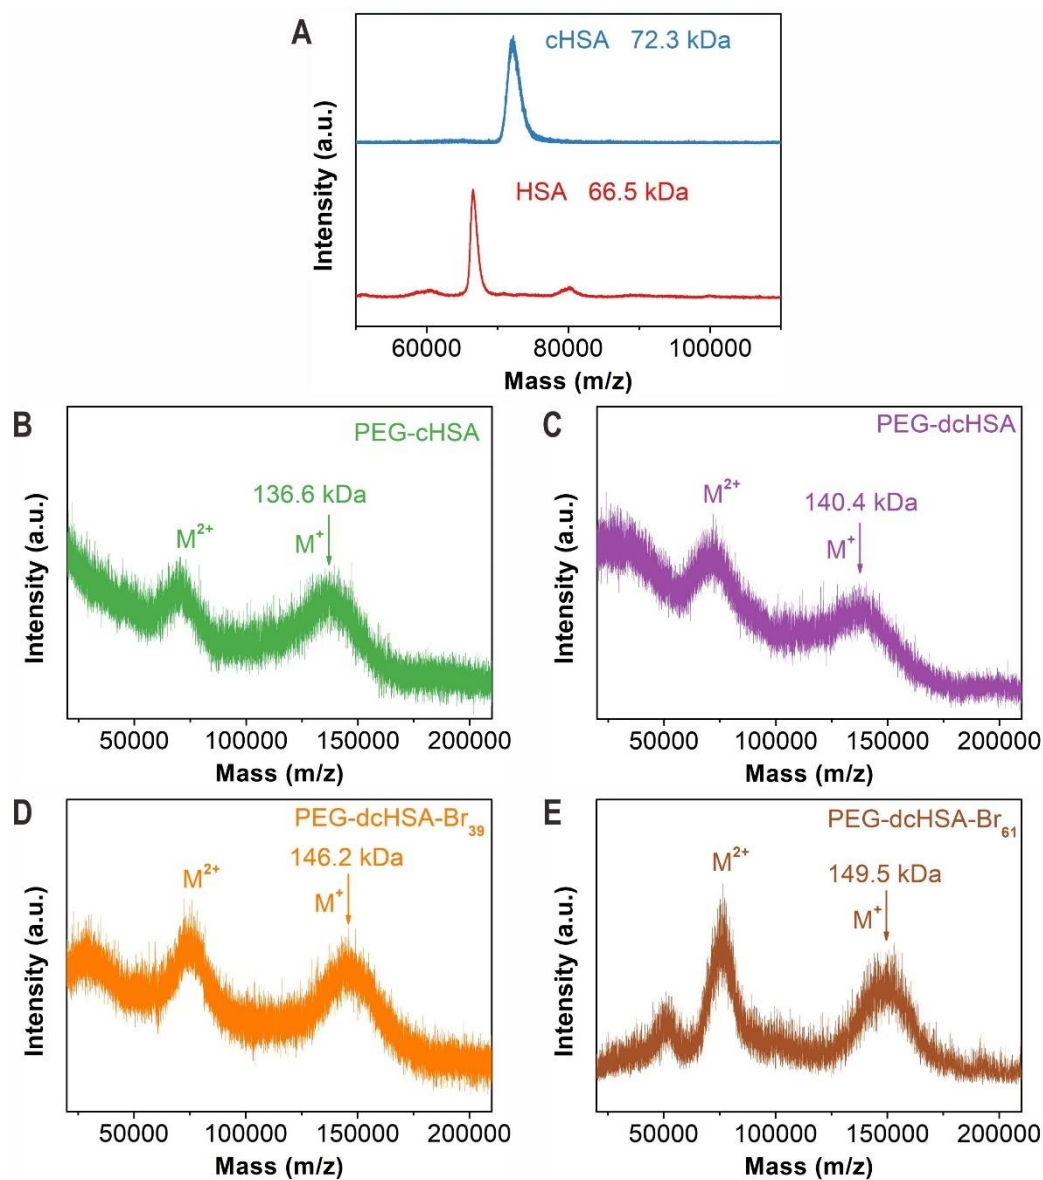 A
cHSA 72.3 kDa
HSA 66.5 kDa
Intensity (a.u.)
60000 80000 100000
Mass (m/z)
B
PEG-cHSA
136.6 kDa
M²⁺
M⁺
Intensity (a.u.)
50000 100000 150000 200000
Mass (m/z)
C
PEG-dcHSA
M²⁺
140.4 kDa
M⁺
Intensity (a.u.)
50000 100000 150000 200000
Mass (m/z)
D
PEG-dcHSA-Br₃₉
146.2 kDa
M²⁺
M⁺
Intensity (a.u.)
50000 100000 150000 200000
Mass (m/z)
E
PEG-dcHSA-Br₆₁
M²⁺
149.5 kDa
M⁺
Intensity (a.u.)
50000 100000 150000 200000
Mass (m/z)